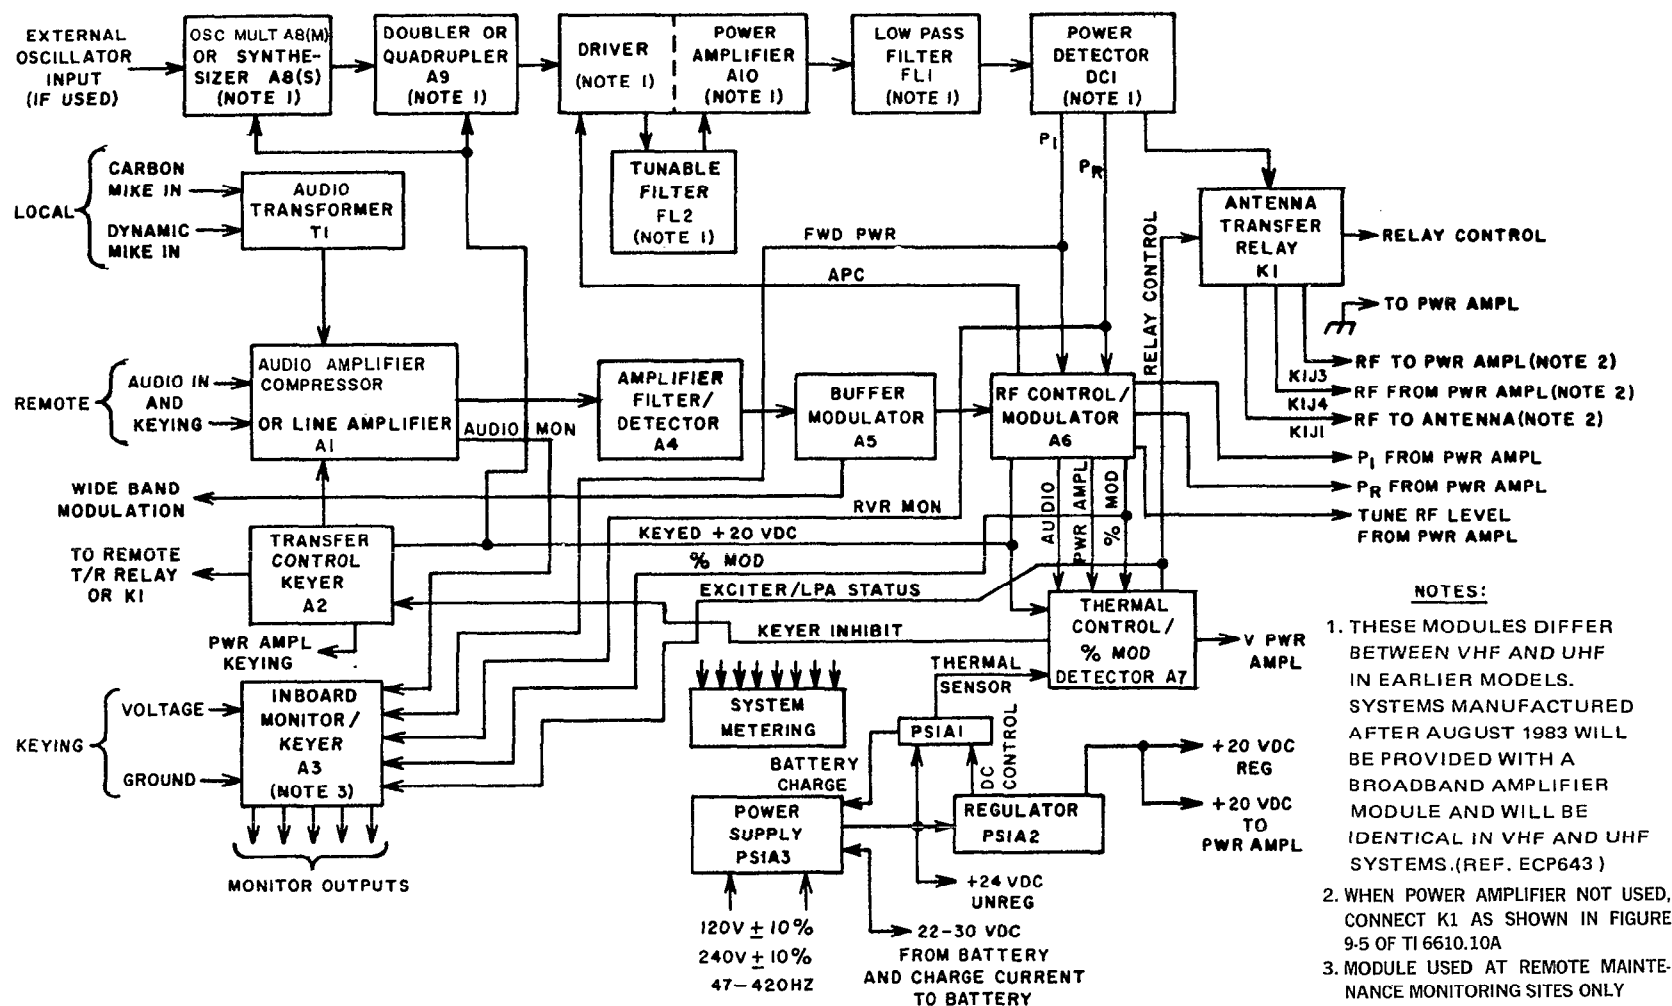 EXTERNAL
OSCILLATOR
INPUT
(IF USED)
OSC MULT A8(M)
OR SYNTHE-
SIZER A8(S)
(NOTE 1)
DOUBLER OR
QUADRUPLER
A9
(NOTE 1)
DRIVER
(NOTE 1)
POWER
AMPLIFIER
A10
(NOTE 1)
LOW PASS
FILTER
FL1
(NOTE 1)
POWER
DETECTOR
DC1
(NOTE 1)
PI
PR
LOCAL
CARBON
MIKE IN
DYNAMIC
MIKE IN
AUDIO
TRANSFORMER
T1
TUNABLE
FILTER
FL2
(NOTE 1)
FWD PWR
APC
RELAY CONTROL
ANTENNA
TRANSFER
RELAY
K1
RELAY CONTROL
TO PWR AMPL
RF TO PWR AMPL(NOTE 2)
K1J3
RF FROM PWR AMPL(NOTE 2)
K1J4
RF TO ANTENNA(NOTE 2)
K1J1
PI FROM PWR AMPL
PR FROM PWR AMPL
TUNE RF LEVEL
FROM PWR AMPL
REMOTE
AUDIO IN
AND
KEYING
AUDIO AMPLIFIER
COMPRESSOR
OR LINE AMPLIFIER
A1
AUDIO MON
AMPLIFIER
FILTER/
DETECTOR
A4
BUFFER
MODULATOR
A5
RF CONTROL/
MODULATOR
A6
WIDE BAND
MODULATION
RVR MON
AUDIO
PWR AMPL
% MOD
TO REMOTE
T/R RELAY
OR K1
TRANSFER
CONTROL
KEYER
A2
KEYED +20 VDC
% MOD
EXCITER/LPA STATUS
KEYER INHIBIT
PWR AMPL
KEYING
THERMAL
CONTROL/
% MOD
DETECTOR A7
V PWR
AMPL
THERMAL
SENSOR
KEYING
VOLTAGE
GROUND
INBOARD
MONITOR/
KEYER
A3
(NOTE 3)
MONITOR OUTPUTS
SYSTEM
METERING
PS1A1
BATTERY
CHARGE
DC
CONTROL
POWER
SUPPLY
PS1A3
REGULATOR
PS1A2
+20 VDC
REG
+20 VDC
TO
PWR AMPL
+24 VDC
UNREG
120V ± 10%
240V ± 10%
47–420HZ
22-30 VDC
FROM BATTERY
AND CHARGE CURRENT
TO BATTERY
NOTES:
1. THESE MODULES DIFFER
BETWEEN VHF AND UHF
IN EARLIER MODELS.
SYSTEMS MANUFACTURED
AFTER AUGUST 1983 WILL
BE PROVIDED WITH A
BROADBAND AMPLIFIER
MODULE AND WILL BE
IDENTICAL IN VHF AND UHF
SYSTEMS.(REF. ECP643)
2. WHEN POWER AMPLIFIER NOT USED,
CONNECT K1 AS SHOWN IN FIGURE
9-5 OF TI 6610.10A
3. MODULE USED AT REMOTE MAINTE-
NANCE MONITORING SITES ONLY